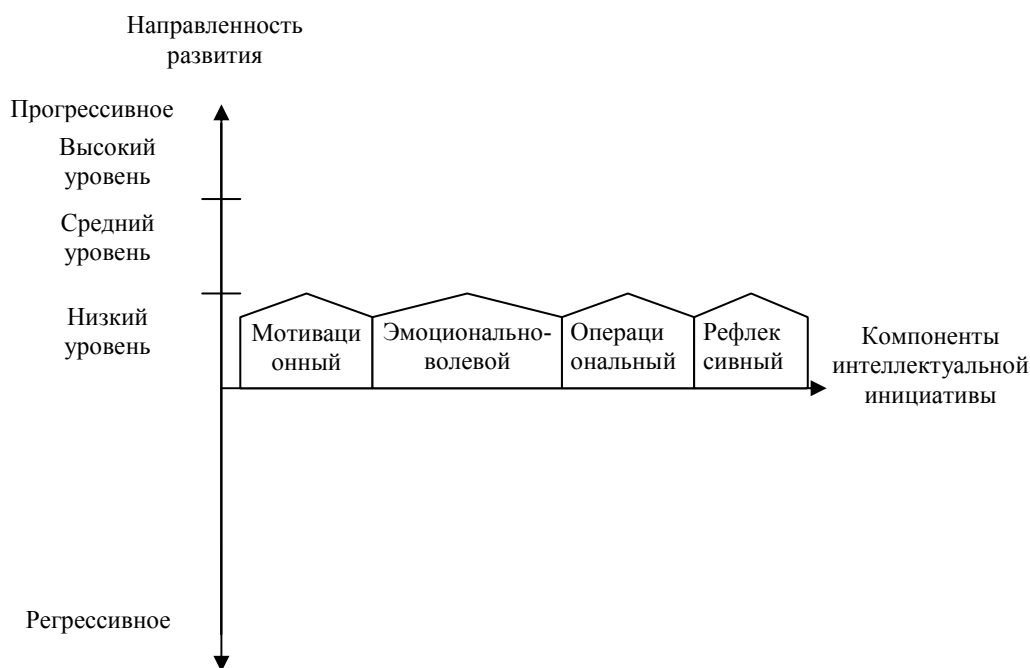 Направленность
развития
Прогрессивное
Высокий
уровень
Средний
уровень
Низкий
уровень
Мотиваци
онный
Эмоционально-
волевой
Операци
ональный
Рефлек
сивный
Компоненты
интеллектуальной
инициативы
Регрессивное